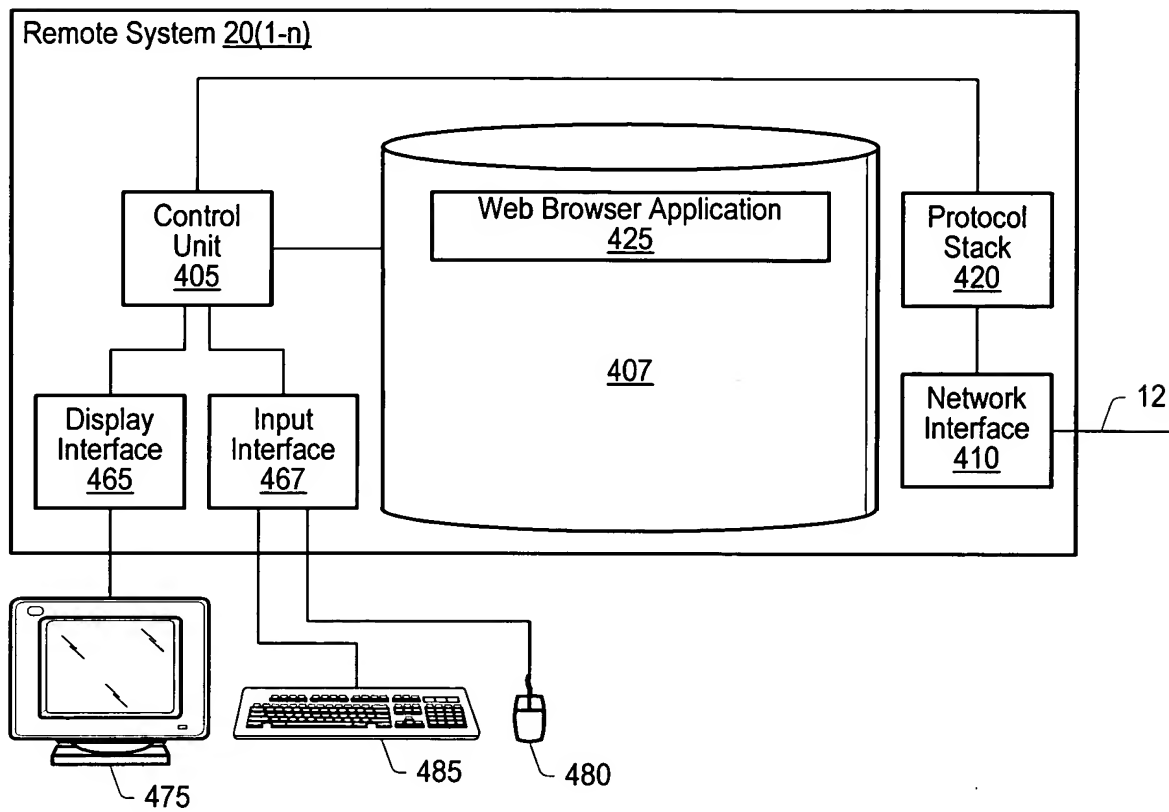 Remote System 20(1-n)
Control
Unit
405
Web Browser Application
425
Protocol
Stack
420
407
Display
Interface
465
Input
Interface
467
Network
Interface
410
12
475
485
480